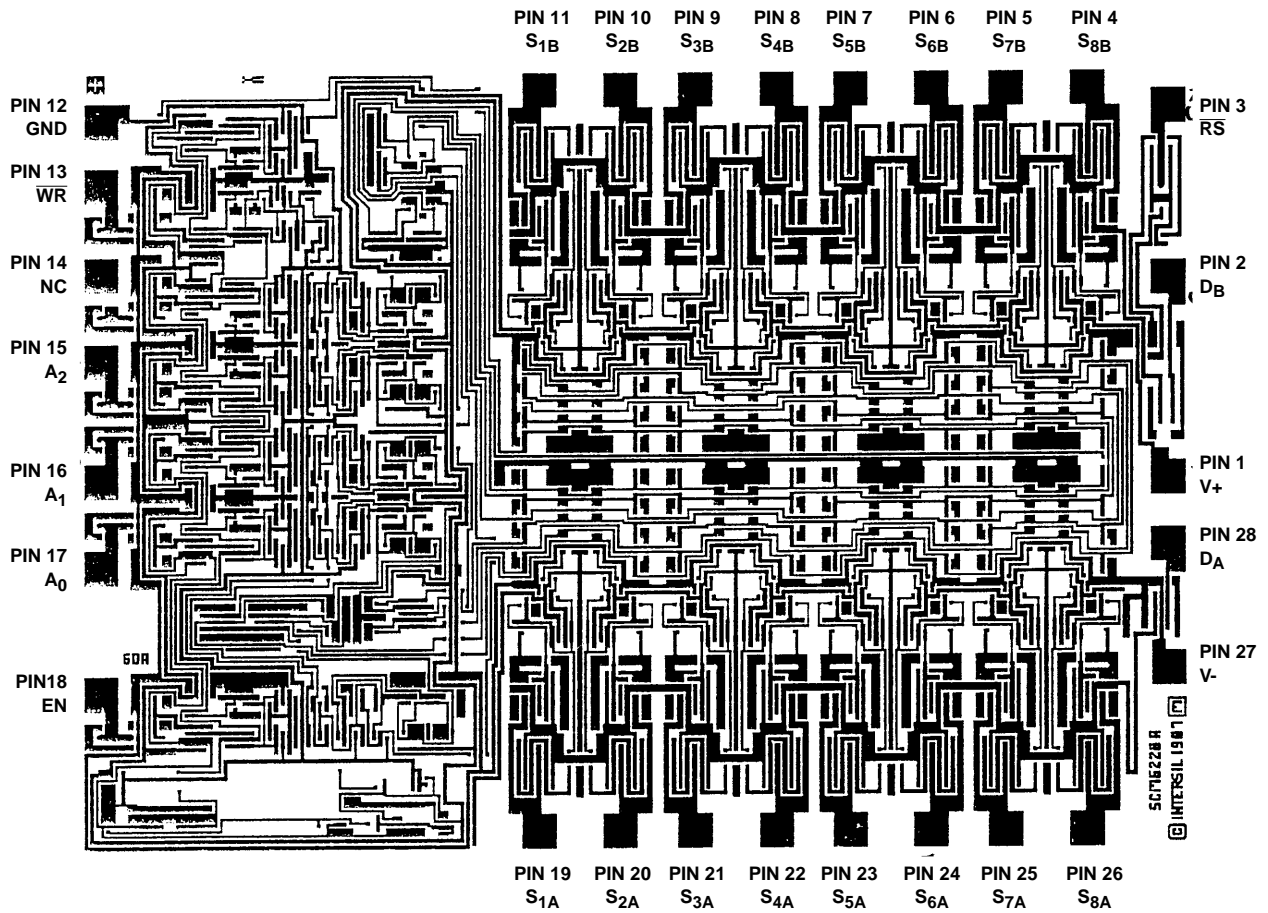 PIN 11 PIN 10 PIN 9 PIN 8 PIN 7 PIN 6 PIN 5 PIN 4
S1B S2B S3B S4B S5B S6B S7B S8B
PIN 12
GND
PIN 13
WR
PIN 14
NC
PIN 15
A2
PIN 16
A1
PIN 17
A0
60A
PIN18
EN
PIN 3
RS
PIN 2
DB
PIN 1
V+
PIN 28
DA
PIN 27
V-
© INTERSIL 1987 M
PIN 19 PIN 20 PIN 21 PIN 22 PIN 23 PIN 24 PIN 25 PIN 26
S1A S2A S3A S4A S5A S6A S7A S8A